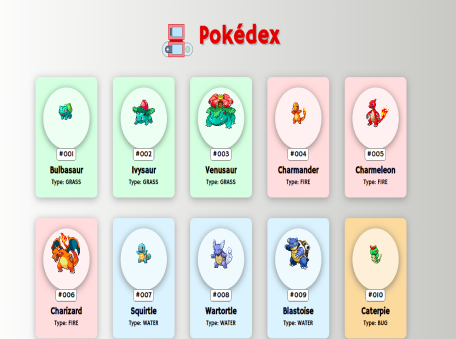 Pokédex
#001 #002 #003 #004 #005
Bulbasaur Ivysaur Venusaur Charmander Charmeleon
Type: GRASS Type: GRASS Type: GRASS Type: FIRE Type: FIRE
#006 #007 #008 #009 #010
Charizard Squirtle Wartortle Blastoise Caterpie
Type: FIRE Type: WATER Type: WATER Type: WATER Type: BUG